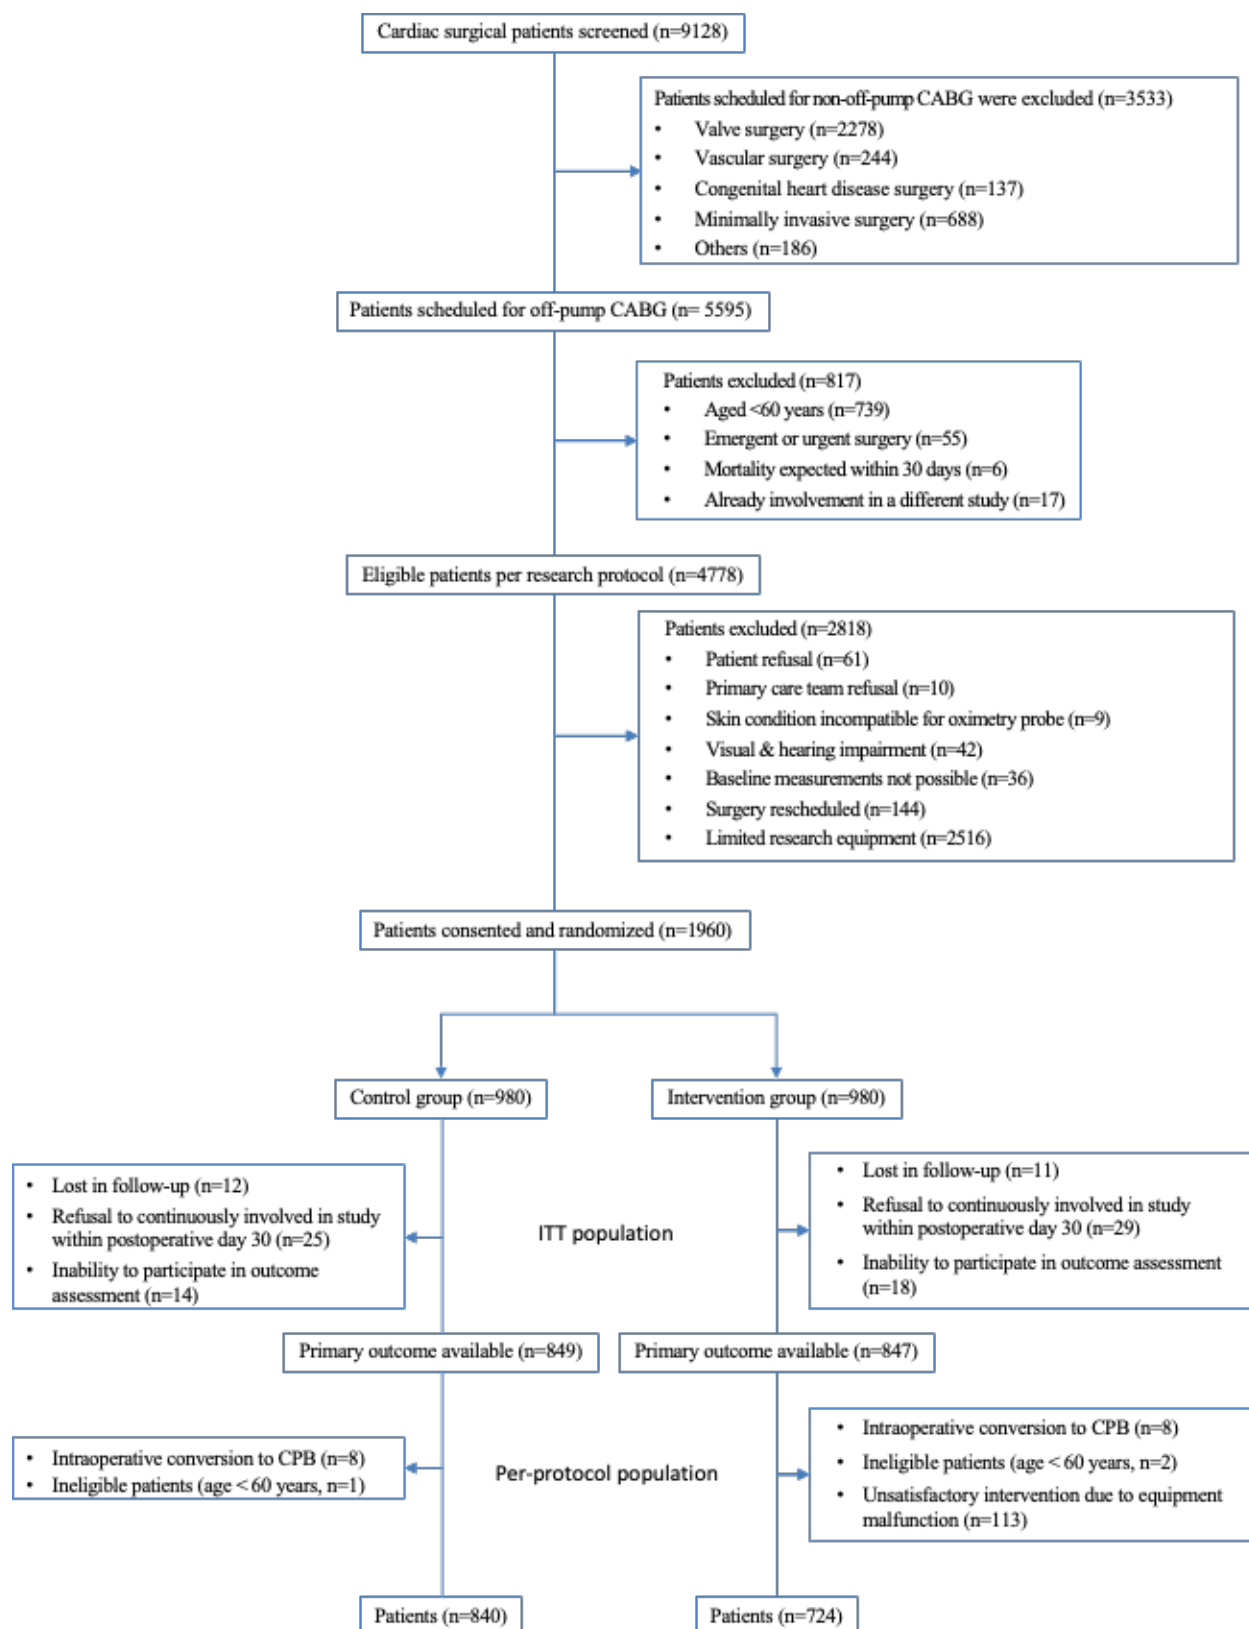 Cardiac surgical patients screened (n=9128)
Patients scheduled for non-off-pump CABG were excluded (n=3533)
• Valve surgery (n=2278)
• Vascular surgery (n=244)
• Congenital heart disease surgery (n=137)
• Minimally invasive surgery (n=688)
• Others (n=186)
Patients scheduled for off-pump CABG (n= 5595)
Patients excluded (n=817)
• Aged <60 years (n=739)
• Emergent or urgent surgery (n=55)
• Mortality expected within 30 days (n=6)
• Already involvement in a different study (n=17)
Eligible patients per research protocol (n=4778)
Patients excluded (n=2818)
• Patient refusal (n=61)
• Primary care team refusal (n=10)
• Skin condition incompatible for oximetry probe (n=9)
• Visual & hearing impairment (n=42)
• Baseline measurements not possible (n=36)
• Surgery rescheduled (n=144)
• Limited research equipment (n=2516)
Patients consented and randomized (n=1960)
Control group (n=980)
Intervention group (n=980)
• Lost in follow-up (n=12)
• Refusal to continuously involved in study
within postoperative day 30 (n=25)
• Inability to participate in outcome
assessment (n=14)
ITT population
• Lost in follow-up (n=11)
• Refusal to continuously involved in study
within postoperative day 30 (n=29)
• Inability to participate in outcome assessment
(n=18)
Primary outcome available (n=849)
Primary outcome available (n=847)
• Intraoperative conversion to CPB (n=8)
• Ineligible patients (age < 60 years, n=1)
Per-protocol population
• Intraoperative conversion to CPB (n=8)
• Ineligible patients (age < 60 years, n=2)
• Unsatisfactory intervention due to equipment
malfunction (n=113)
Patients (n=840)
Patients (n=724)